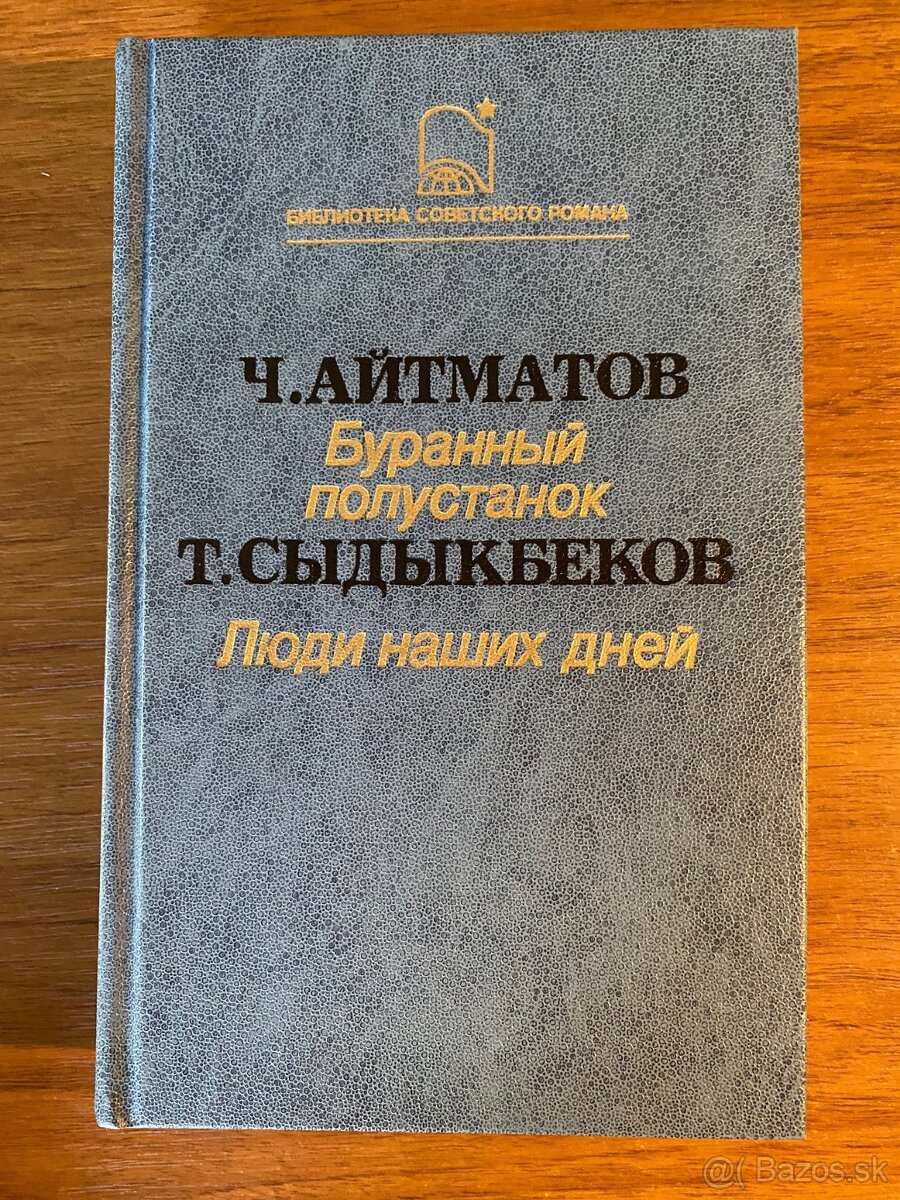 БИБЛИОТЕКА СОВЕТСКОГО РОМАНА
Ч.АЙТМАТОВ
Буранный
полустанок
Т.СЫДЫКБЕКОВ
Люди наших дней
@( Bazos.sk